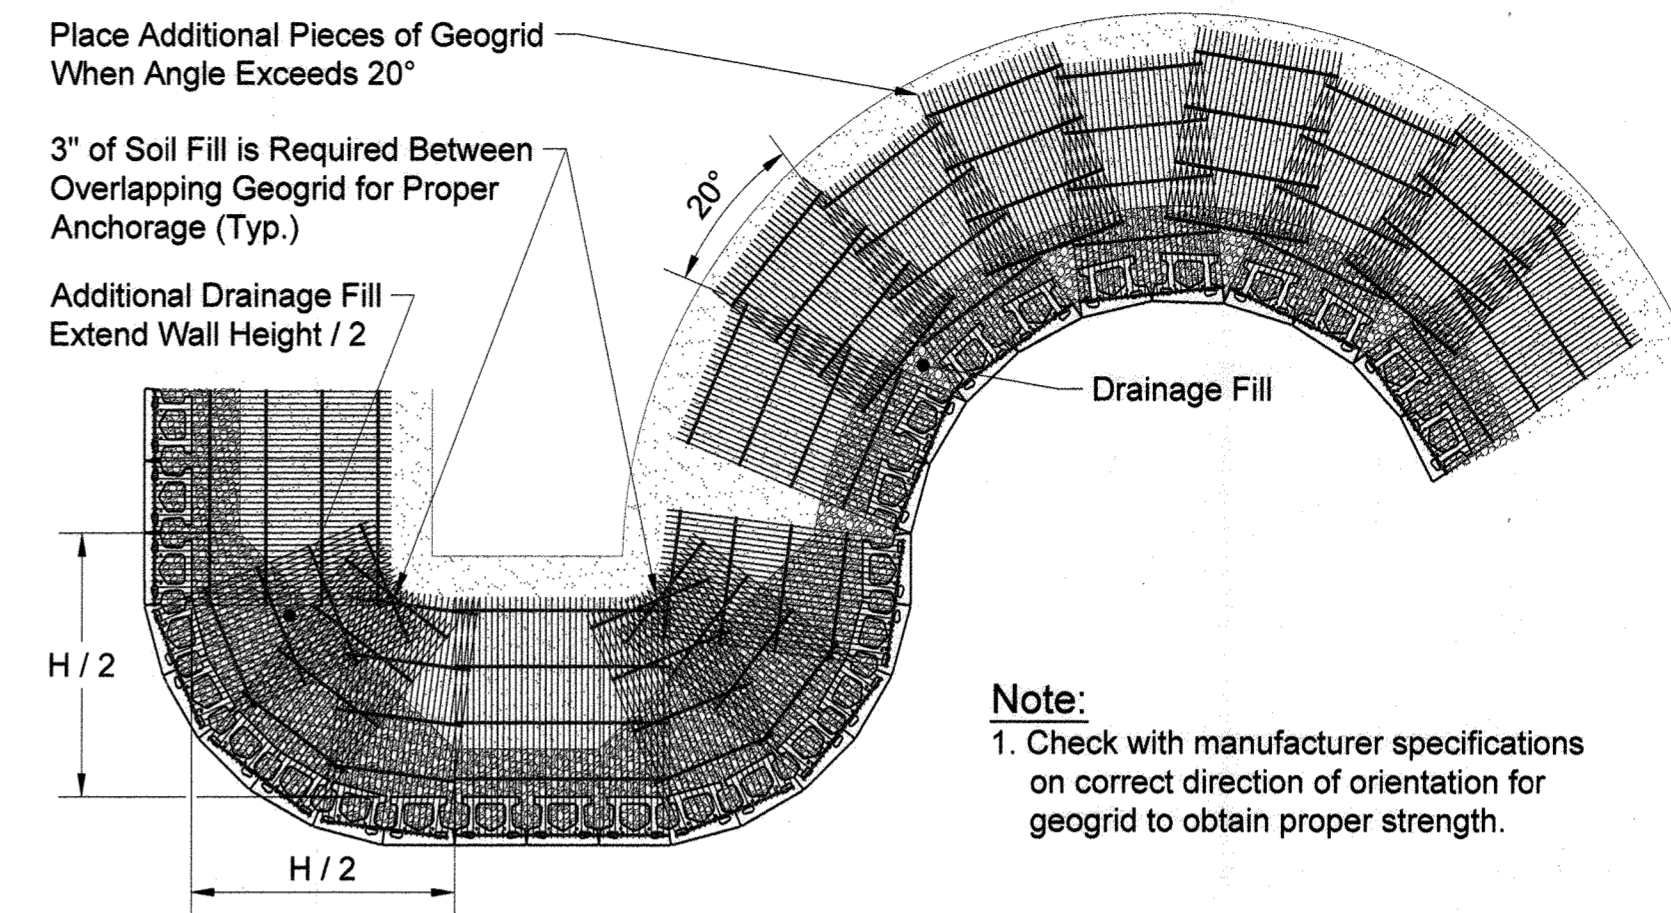 Place Additional Pieces of Geogrid
When Angle Exceeds 20°
3" of Soil Fill is Required Between
Overlapping Geogrid for Proper
Anchorage (Typ.)
Additional Drainage Fill
Extend Wall Height / 2
20°
Drainage Fill
H / 2
H / 2
Note:
1. Check with manufacturer specifications
on correct direction of orientation for
geogrid to obtain proper strength.